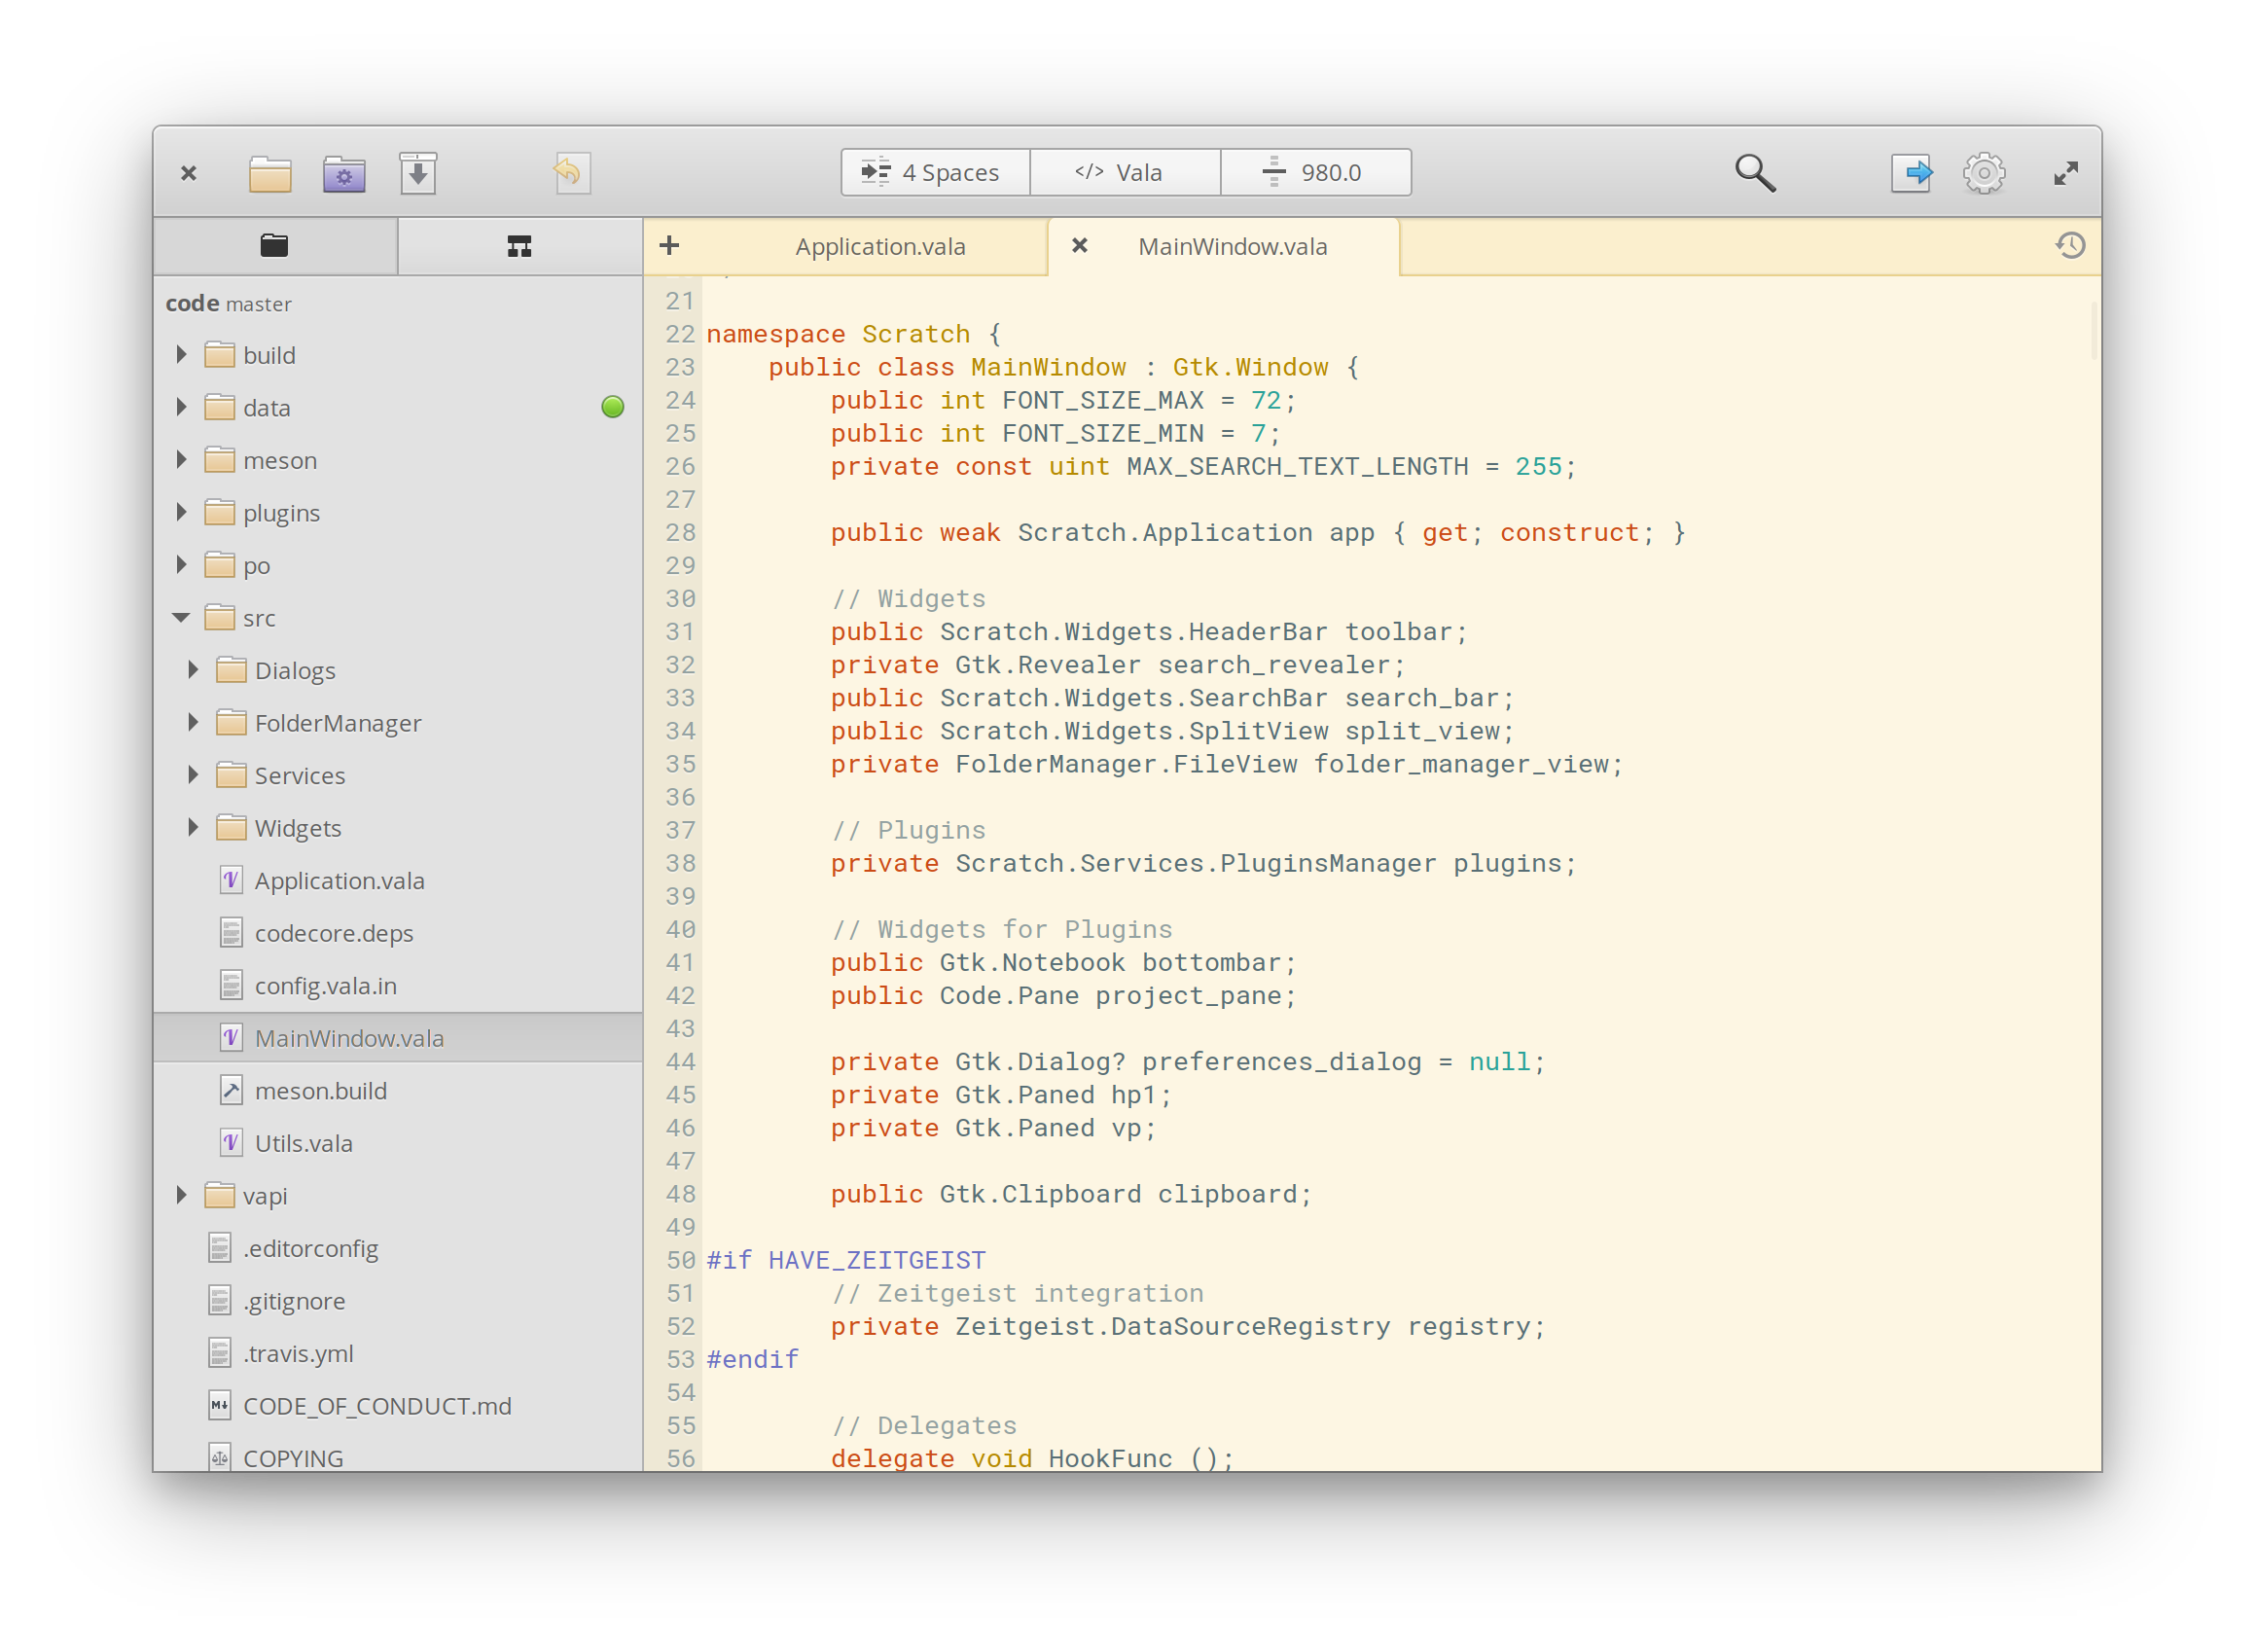 4 Spaces
</> Vala
980.0
Application.vala
MainWindow.vala
code master
build
data
meson
plugins
po
src
Dialogs
FolderManager
Services
Widgets
Application.vala
codecore.deps
config.vala.in
MainWindow.vala
meson.build
Utils.vala
vapi
.editorconfig
.gitignore
.travis.yml
CODE_OF_CONDUCT.md
COPYING
21
22 namespace Scratch {
23     public class MainWindow : Gtk.Window {
24         public int FONT_SIZE_MAX = 72;
25         public int FONT_SIZE_MIN = 7;
26         private const uint MAX_SEARCH_TEXT_LENGTH = 255;
27
28         public weak Scratch.Application app { get; construct; }
29
30         // Widgets
31         public Scratch.Widgets.HeaderBar toolbar;
32         private Gtk.Revealer search_revealer;
33         public Scratch.Widgets.SearchBar search_bar;
34         public Scratch.Widgets.SplitView split_view;
35         private FolderManager.FileView folder_manager_view;
36
37         // Plugins
38         private Scratch.Services.PluginsManager plugins;
39
40         // Widgets for Plugins
41         public Gtk.Notebook bottombar;
42         public Code.Pane project_pane;
43
44         private Gtk.Dialog? preferences_dialog = null;
45         private Gtk.Paned hp1;
46         private Gtk.Paned vp;
47
48         public Gtk.Clipboard clipboard;
49
50 #if HAVE_ZEITGEIST
51         // Zeitgeist integration
52         private Zeitgeist.DataSourceRegistry registry;
53 #endif
54
55         // Delegates
56         delegate void HookFunc ();